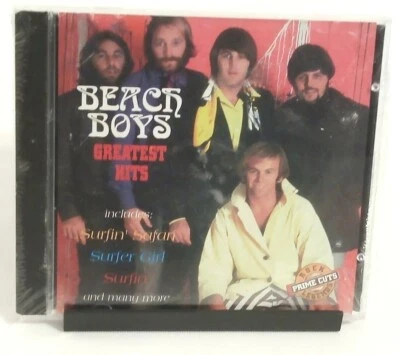 BEACH
BOYS
GREATEST
HITS
includes:
Surfin' Safari
Surfer Girl
Surfin'
and many more
PRIME CUTS